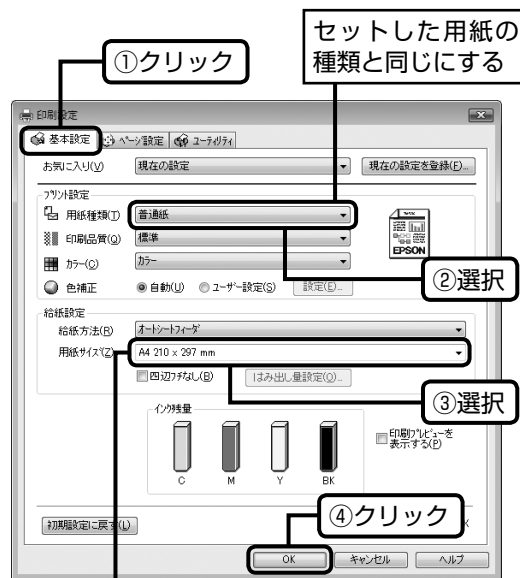 セットした用紙の
種類と同じにする
①クリック
印刷設定
基本設定 ページ設定 ユーティリティ
お気に入り(V) 現在の設定 現在の設定を登録(F)...
プリント設定
用紙種類(T) 普通紙
印刷品質(Q) 標準
カラー(C) カラー
EPSON
②選択
色補正 自動(U) ユーザー設定(S) 設定(E)...
給紙設定
給紙方法(R) オートシートフィーダ
用紙サイズ(Z) A4 210 x 297 mm
四辺フチなし(B) はみ出し量設定(O)...
③選択
インク残量
印刷プレビューを
表示する(P)
C M Y BK
④クリック
初期設定に戻す(L)
OK キャンセル ヘルプ